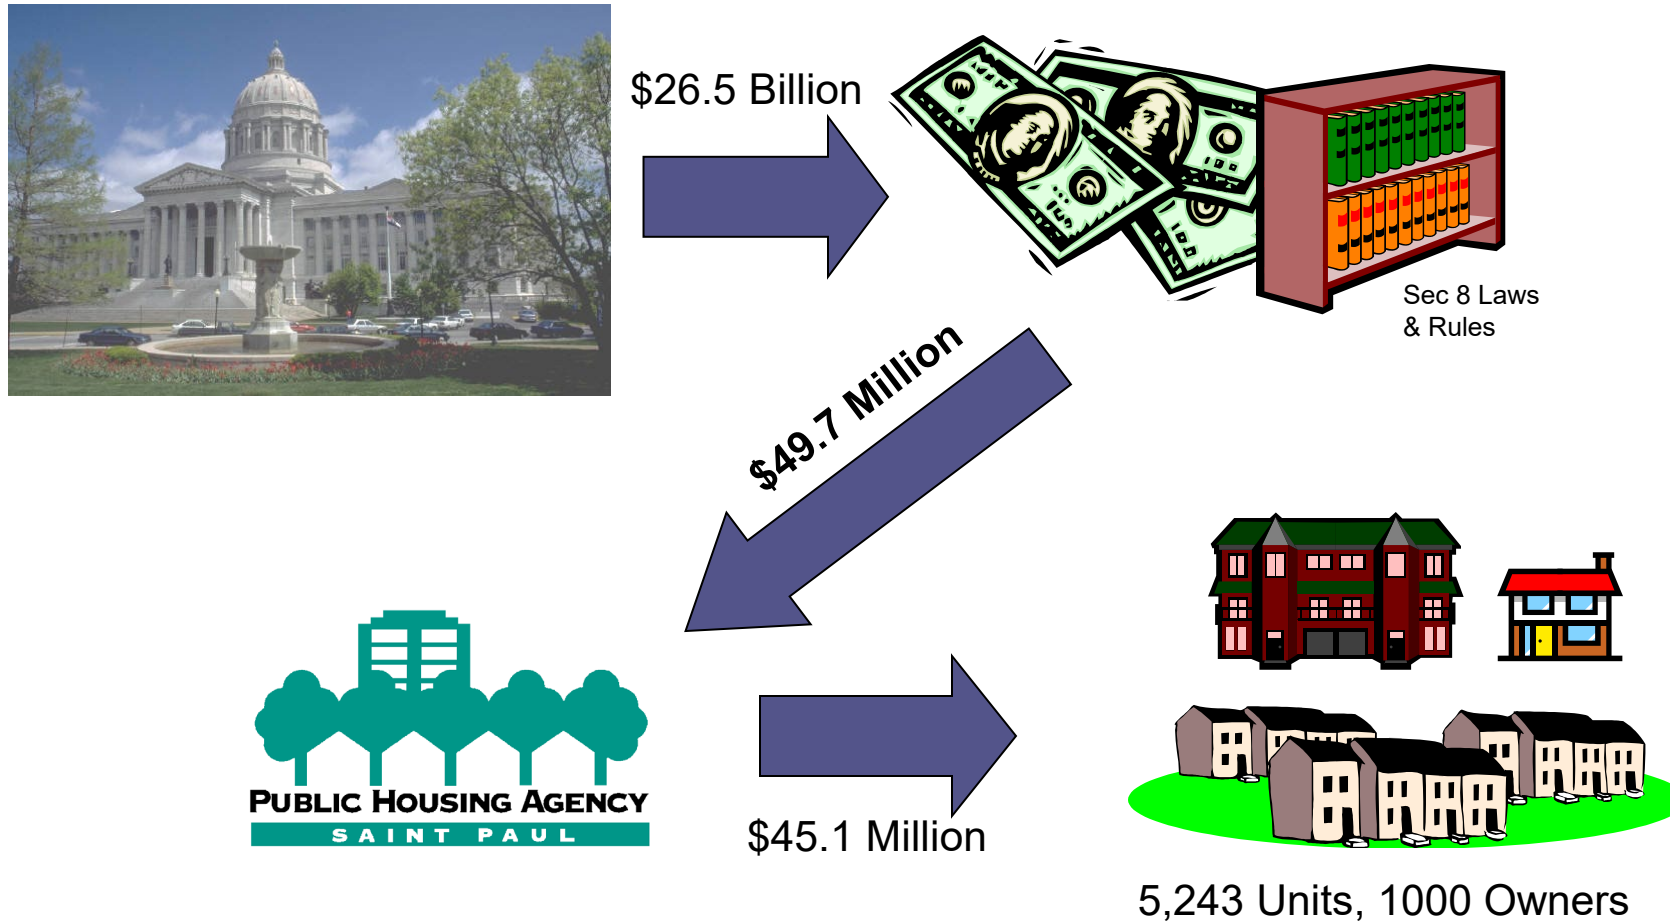 $26.5 Billion
Sec 8 Laws
& Rules
$49.7 Million
PUBLIC HOUSING AGENCY
SAINT PAUL
$45.1 Million
5,243 Units, 1000 Owners